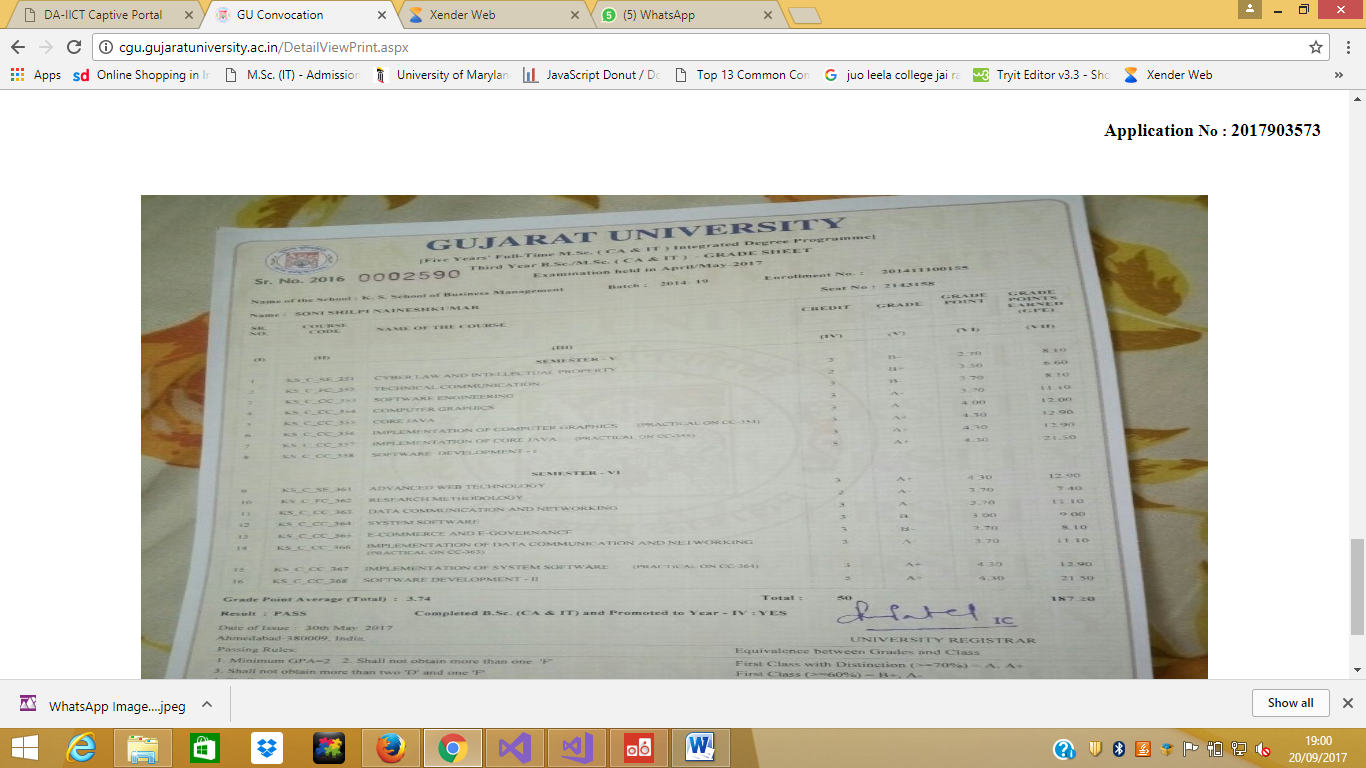 DA-IICT Captive Portal
GU Convocation
Xender Web
(5) WhatsApp
cgu.gujaratuniversity.ac.in/DetailViewPrint.aspx
Apps
sd Online Shopping in In
M.Sc. (IT) - Admission
University of Marylan
JavaScript Donut / Do
Top 13 Common Con
juo leela college jai ra
Tryit Editor v3.3 - Sho
Xender Web
Application No : 2017903573
GUJARAT UNIVERSITY
[Five Years' Full-Time M.Sc. ( CA & IT ) Integrated Degree Programme]
Third Year B.Sc./M.Sc. ( CA & IT ) - GRADE SHEET
Sr. No. 2016 0002590 Examination held in April/May 2017
Batch : 2014-19 Enrollment No. : 201411100155
Name of the School : K. S. School of Business Management Seat No : 2143158
Name : SONI SHILPI NAINESHKUMAR
SR. NO. COURSE CODE NAME OF THE COURSE CREDIT GRADE GRADE POINT GRADE POINTS EARNED (GPE)
(I) (II) (III) (IV) (V) (VI) (VII)
SEMESTER - V
1 KS_C_SE_351 CYBER LAW AND INTELLECTUAL PROPERTY 3 B- 2.70 8.10
2 KS_C_FC_352 TECHNICAL COMMUNICATION 2 B+ 3.30 6.60
3 KS_C_CC_353 SOFTWARE ENGINEERING 3 B- 2.70 8.10
4 KS_C_CC_354 COMPUTER GRAPHICS 3 A- 3.70 11.10
5 KS_C_CC_355 CORE JAVA 3 A 4.00 12.00
6 KS_C_CC_356 IMPLEMENTATION OF COMPUTER GRAPHICS (PRACTICAL ON CC-354) 3 A+ 4.30 12.90
7 KS_C_CC_357 IMPLEMENTATION OF CORE JAVA (PRACTICAL ON CC-355) 3 A+ 4.30 12.90
8 KS_C_CC_358 SOFTWARE DEVELOPMENT - I 5 A+ 4.30 21.50
SEMESTER - VI
9 KS_C_SE_361 ADVANCED WEB TECHNOLOGY 3 A+ 4.30 12.90
10 KS_C_FC_362 RESEARCH METHODOLOGY 2 A- 3.70 7.40
11 KS_C_CC_363 DATA COMMUNICATION AND NETWORKING 3 A- 3.70 11.10
12 KS_C_CC_364 SYSTEM SOFTWARE 3 B 3.00 9.00
13 KS_C_CC_365 E-COMMERCE AND E-GOVERNANCE 3 B- 2.70 8.10
14 KS_C_CC_366 IMPLEMENTATION OF DATA COMMUNICATION AND NETWORKING 3 A- 3.70 11.10
(PRACTICAL ON CC-363)
15 KS_C_CC_367 IMPLEMENTATION OF SYSTEM SOFTWARE (PRACTICAL ON CC-364) 3 A+ 4.30 12.90
16 KS_C_CC_368 SOFTWARE DEVELOPMENT - II 5 A+ 4.30 21.50
Grade Point Average (Total) : 3.74 Total : 50 187.20
Result : PASS Completed B.Sc. (CA & IT) and Promoted to Year - IV : YES
Date of Issue : 30th May 2017 IC
Ahmedabad-380009, India. UNIVERSITY REGISTRAR
Passing Rules: Equivalence between Grades and Class
1. Minimum GPA=2 2. Shall not obtain more than one 'F' First Class with Distinction (>=70%) – A, A+
3. Shall not obtain more than two 'D' and one 'F' First Class (>=60%) – B+, A-
WhatsApp Image....jpeg
Show all
19:00
20/09/2017